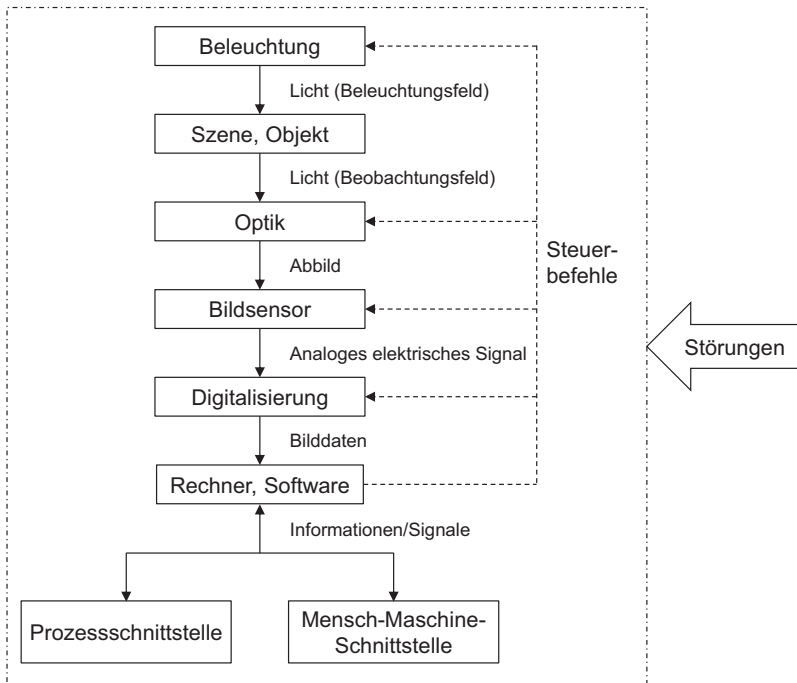 Beleuchtung
Licht (Beleuchtungsfeld)
Szene, Objekt
Licht (Beobachtungsfeld)
Optik
Steuer-
befehle
Abbild
Bildsensor
Störungen
Analoges elektrisches Signal
Digitalisierung
Bilddaten
Rechner, Software
Informationen/Signale
Prozessschnittstelle
Mensch-Maschine-
Schnittstelle